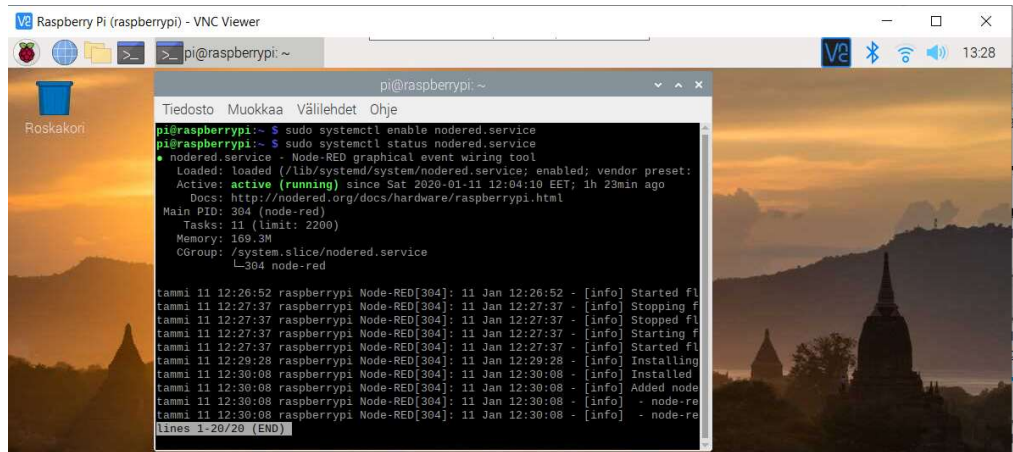 Raspberry Pi (raspberrypi) - VNC Viewer
pi@raspberrypi: ~
13:28
Roskakori
pi@raspberrypi: ~
Tiedosto Muokkaa Välilehdet Ohje
pi@raspberrypi:~ $ sudo systemctl enable nodered.service
pi@raspberrypi:~ $ sudo systemctl status nodered.service
● nodered.service - Node-RED graphical event wiring tool
Loaded: loaded (/lib/systemd/system/nodered.service; enabled; vendor preset:
Active: active (running) since Sat 2020-01-11 12:04:10 EET; 1h 23min ago
Docs: http://nodered.org/docs/hardware/raspberrypi.html
Main PID: 304 (node-red)
Tasks: 11 (limit: 2200)
Memory: 169.3M
CGroup: /system.slice/nodered.service
└─304 node-red
tammi 11 12:26:52 raspberrypi Node-RED[304]: 11 Jan 12:26:52 - [info] Started fl
tammi 11 12:27:37 raspberrypi Node-RED[304]: 11 Jan 12:27:37 - [info] Stopping f
tammi 11 12:27:37 raspberrypi Node-RED[304]: 11 Jan 12:27:37 - [info] Stopped fl
tammi 11 12:27:37 raspberrypi Node-RED[304]: 11 Jan 12:27:37 - [info] Starting f
tammi 11 12:27:37 raspberrypi Node-RED[304]: 11 Jan 12:27:37 - [info] Started fl
tammi 11 12:29:28 raspberrypi Node-RED[304]: 11 Jan 12:29:28 - [info] Installing
tammi 11 12:30:08 raspberrypi Node-RED[304]: 11 Jan 12:30:08 - [info] Installed
tammi 11 12:30:08 raspberrypi Node-RED[304]: 11 Jan 12:30:08 - [info] Added node
tammi 11 12:30:08 raspberrypi Node-RED[304]: 11 Jan 12:30:08 - [info]  - node-re
tammi 11 12:30:08 raspberrypi Node-RED[304]: 11 Jan 12:30:08 - [info]  - node-re
lines 1-20/20 (END)